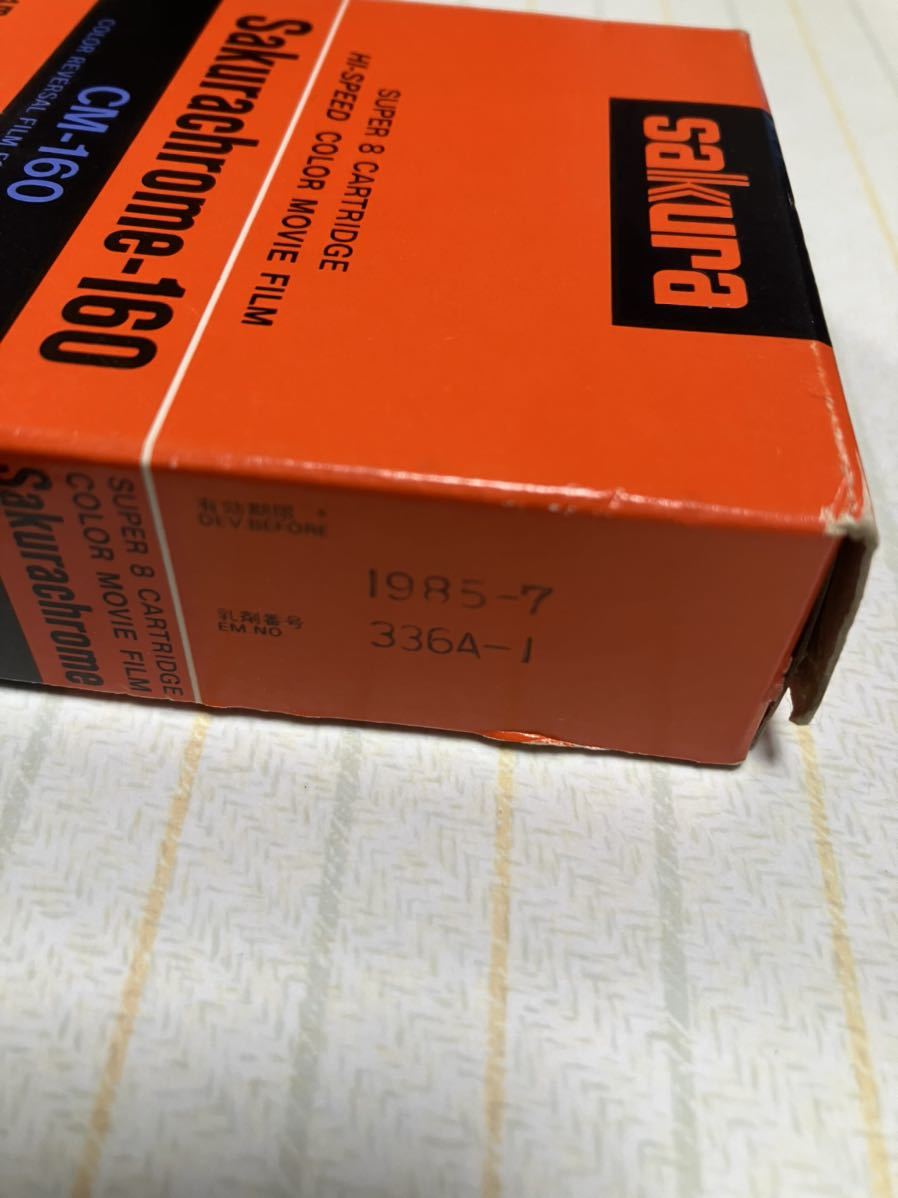 sakura
SUPER 8 CARTRIDGE
HI-SPEED COLOR MOVIE FILM
Sakurachrome-160
CM-160
COLOR REVERSAL FILM
SUPER 8 CARTRIDGE
COLOR MOVIE FILM
Sakurachrome
有効期限
DEV BEFORE
1985-7
乳剤番号
EM.NO
336A-1